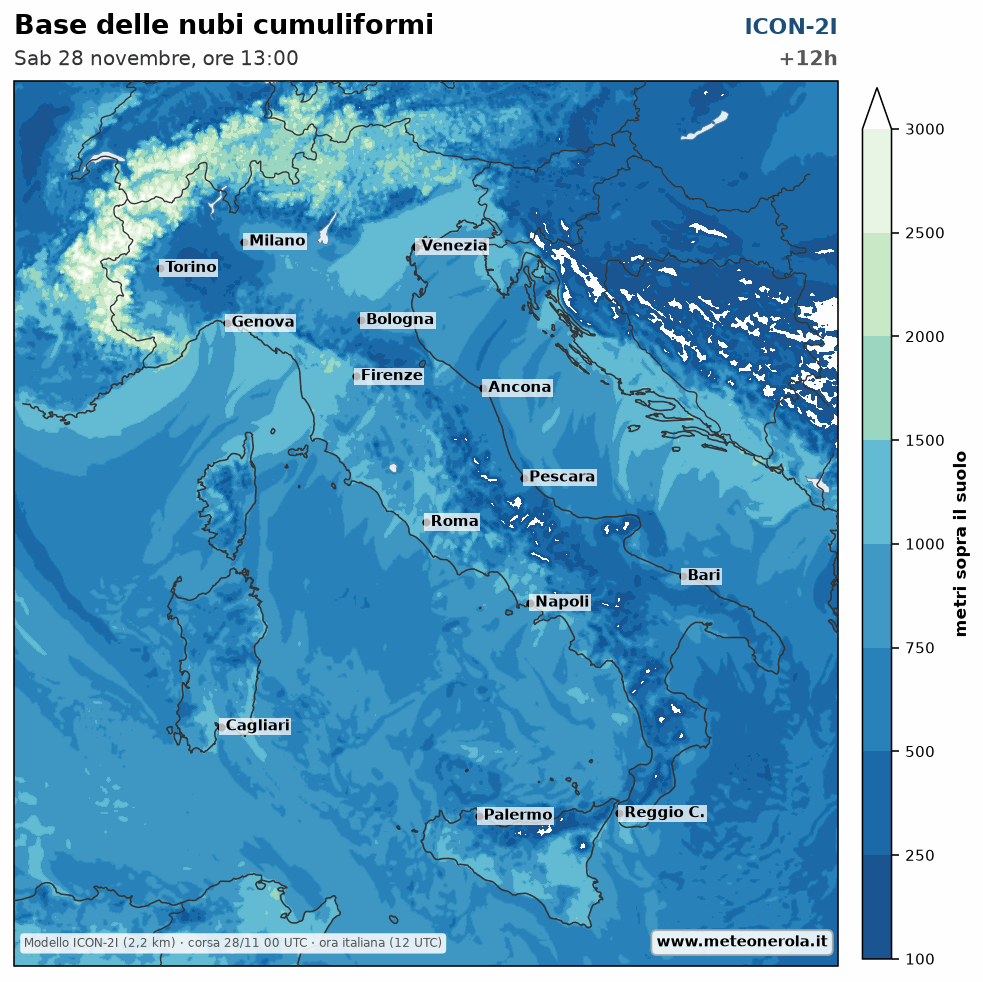 Base delle nubi cumuliformi
ICON-2I
Sab 28 novembre, ore 13:00
+12h
3000
2500
2000
1500
1000
750
500
250
100
metri sopra il suolo
Milano
Venezia
Torino
Genova
Bologna
Firenze
Ancona
Pescara
Roma
Bari
Napoli
Cagliari
Palermo
Reggio C.
Modello ICON-2I (2,2 km) · corsa 28/11 00 UTC · ora italiana (12 UTC)
www.meteonerola.it